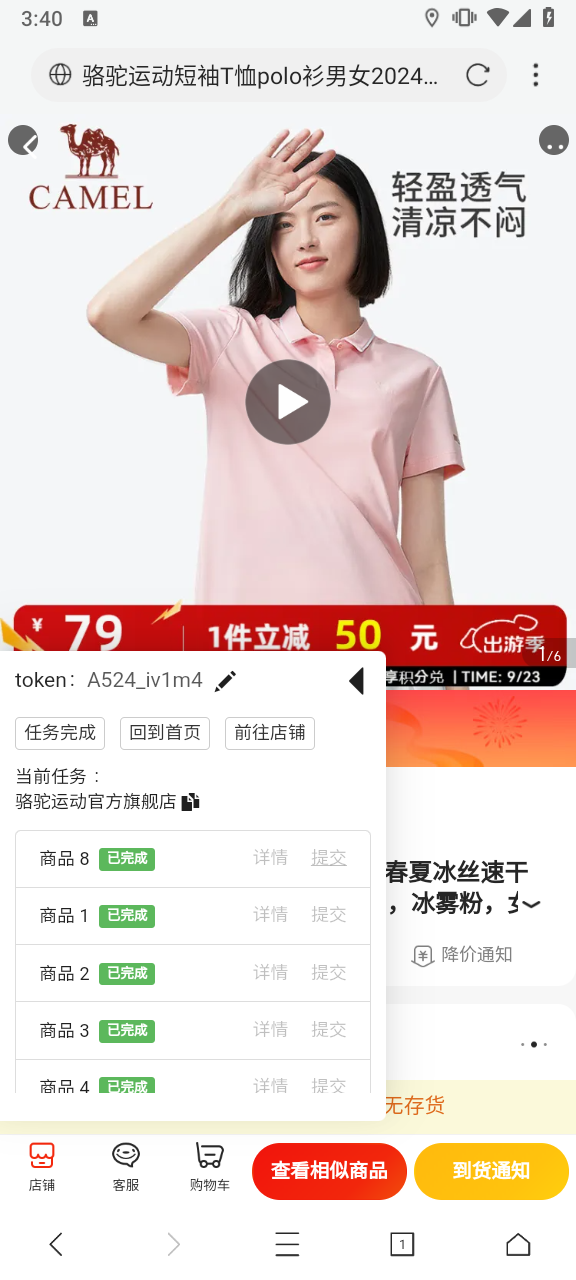 3:40
A
骆驼运动短袖T恤polo衫男女2024...
CAMEL
轻盈透气
清凉不闷
¥ 79
1件立减 50 元
出游季
享积分兑 | TIME: 9/23
1/6
token: A524_iv1m4
任务完成 回到首页 前往店铺
当前任务：
骆驼运动官方旗舰店
商品 8 已完成 详情 提交
商品 1 已完成 详情 提交
商品 2 已完成 详情 提交
商品 3 已完成 详情 提交
商品 4 已完成 详情 提交
春夏冰丝速干
，冰雾粉，
降价通知
无存货
店铺 客服 购物车 查看相似商品 到货通知
1